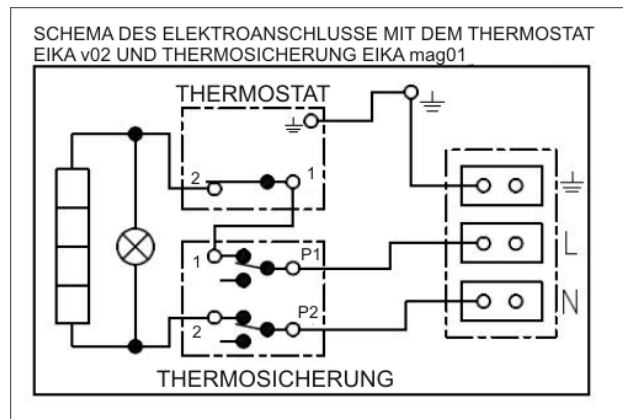 SCHEMA DES ELEKTROANSCHLUSSE MIT DEM THERMOSTAT
EIKA v02 UND THERMOSICHERUNG EIKA mag01
THERMOSTAT
2
1
1
P1
L
2
P2
N
THERMOSICHERUNG